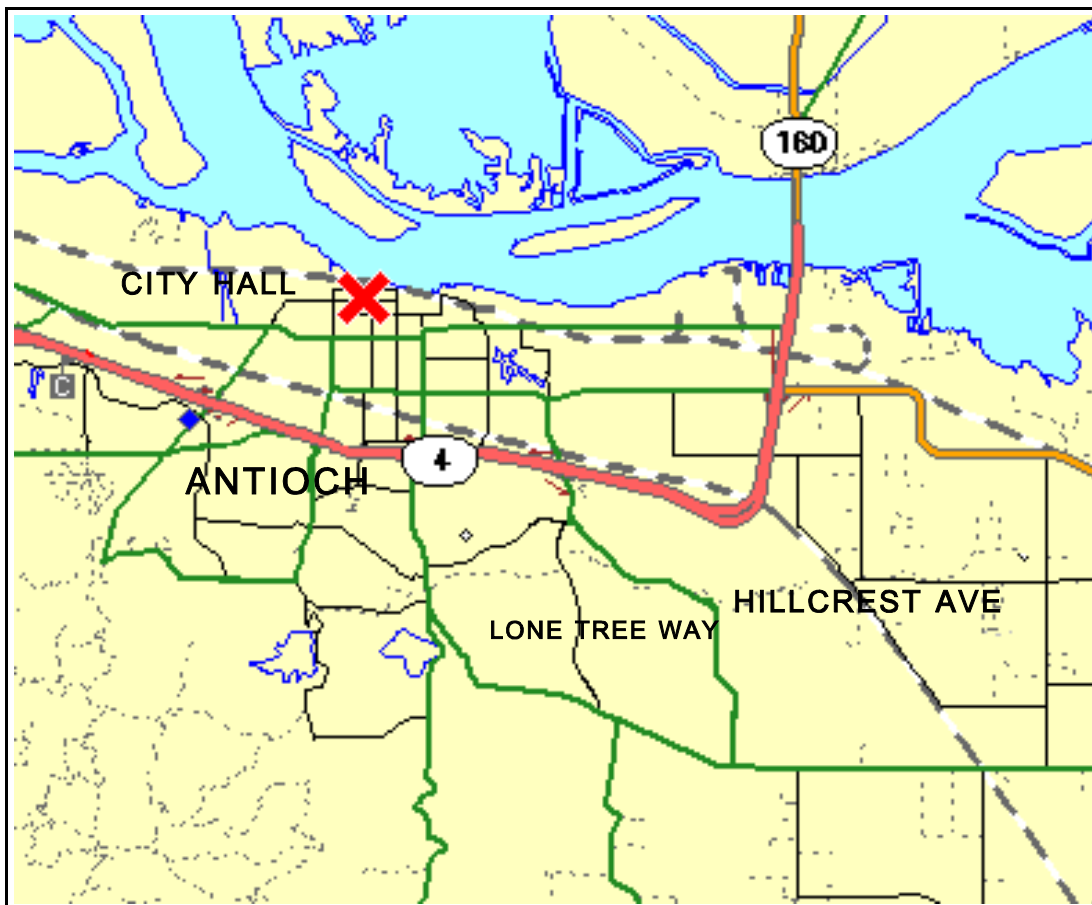 160
CITY HALL
C
4
ANTIOCH
HILLCREST AVE
LONE TREE WAY